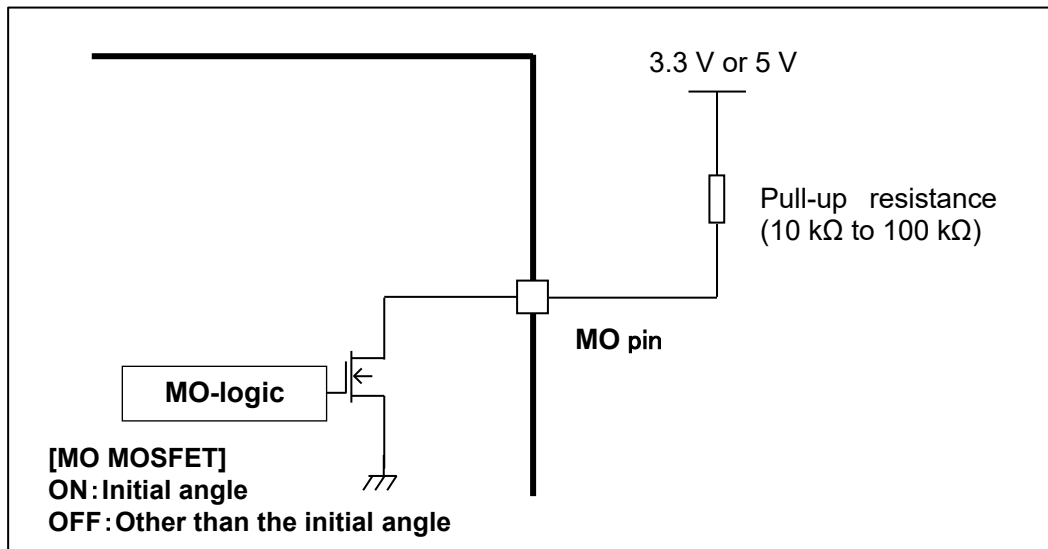 3.3 V or 5 V
Pull-up resistance
(10 kΩ to 100 kΩ)
MO pin
MO-logic
[MO MOSFET]
ON:Initial angle
OFF:Other than the initial angle